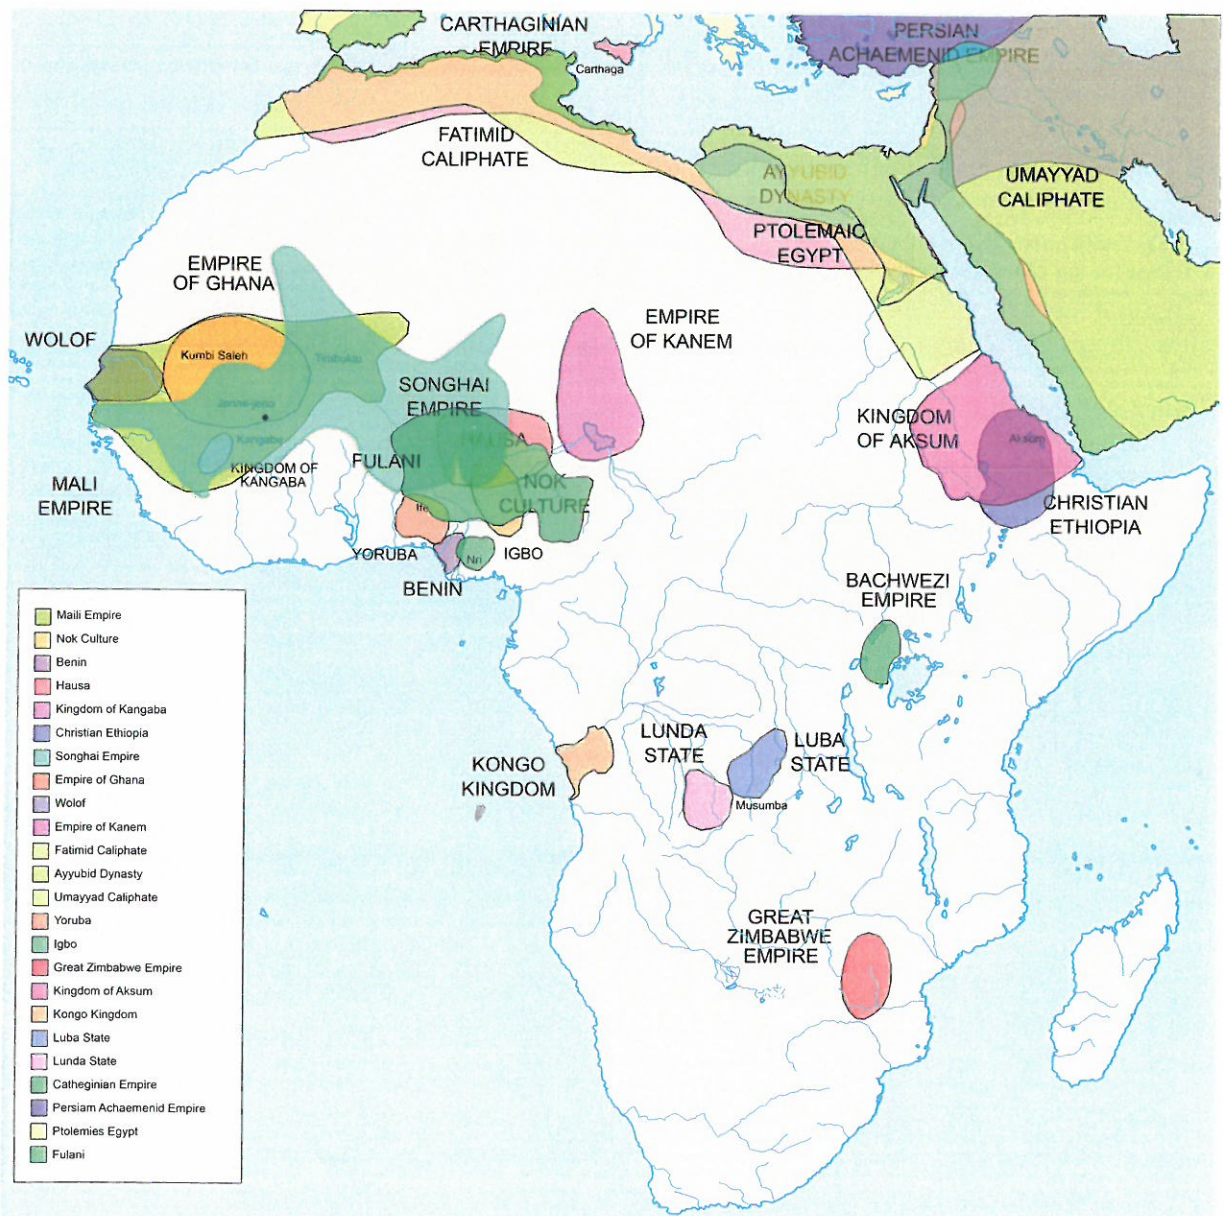 CARTHAGINIAN
EMPIRE
Carthaga
PERSIAN
ACHAEMENID EMPIRE
FATIMID
CALIPHATE
AYYUBID
DYNASTY
UMAYYAD
CALIPHATE
PTOLEMAIC
EGYPT
EMPIRE
OF GHANA
WOLOF
Kumbi Saleh
Timbuktu
EMPIRE
OF KANEM
SONGHAI
EMPIRE
Jenne-jeno
Kangaba
HAUSA
KINGDOM
OF AKSUM
Aksum
FULANI
KINGDOM OF
KANGABA
MALI
EMPIRE
NOK
CULTURE
Ife
CHRISTIAN
ETHIOPIA
YORUBA
Nri
IGBO
BENIN
BACHWEZI
EMPIRE
LUNDA
STATE
LUBA
STATE
KONGO
KINGDOM
Musumba
GREAT
ZIMBABWE
EMPIRE
Maili Empire
Nok Culture
Benin
Hausa
Kingdom of Kangaba
Christian Ethiopia
Songhai Empire
Empire of Ghana
Wolof
Empire of Kanem
Fatimid Caliphate
Ayyubid Dynasty
Umayyad Caliphate
Yoruba
Igbo
Great Zimbabwe Empire
Kingdom of Aksum
Kongo Kingdom
Luba State
Lunda State
Catheginian Empire
Persiam Achaemenid Empire
Ptolemies Egypt
Fulani